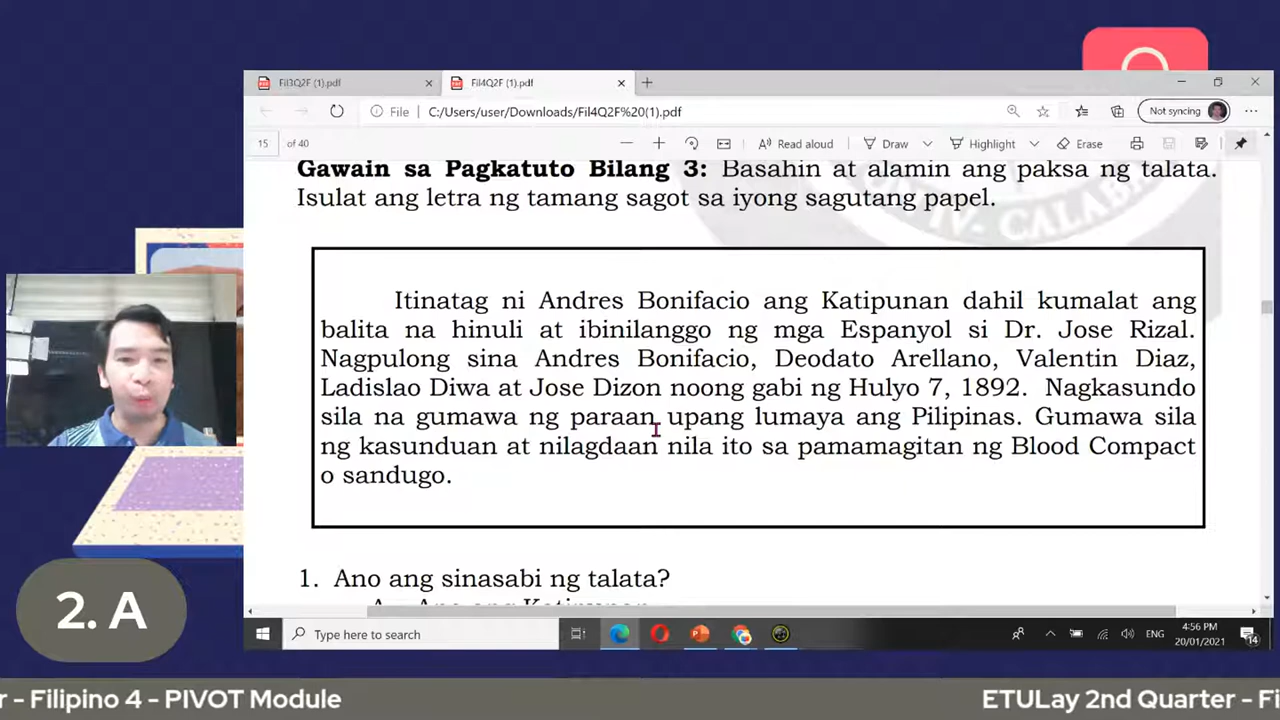 Fil3Q2F (1).pdf
Fil4Q2F (1).pdf
File
C:/Users/user/Downloads/Fil4Q2F%20(1).pdf
Not syncing
15 of 40
Read aloud
Draw
Highlight
Erase
Gawain sa Pagkatuto Bilang 3: Basahin at alamin ang paksa ng talata.
Isulat ang letra ng tamang sagot sa iyong sagutang papel.
Itinatag ni Andres Bonifacio ang Katipunan dahil kumalat ang
balita na hinuli at ibinilanggo ng mga Espanyol si Dr. Jose Rizal.
Nagpulong sina Andres Bonifacio, Deodato Arellano, Valentin Diaz,
Ladislao Diwa at Jose Dizon noong gabi ng Hulyo 7, 1892. Nagkasundo
sila na gumawa ng paraan upang lumaya ang Pilipinas. Gumawa sila
ng kasunduan at nilagdaan nila ito sa pamamagitan ng Blood Compact
o sandugo.
1. Ano ang sinasabi ng talata?
2. A
Type here to search
ENG
4:56 PM
20/01/2021
14
r - Filipino 4 - PIVOT Module
ETULay 2nd Quarter - Fi